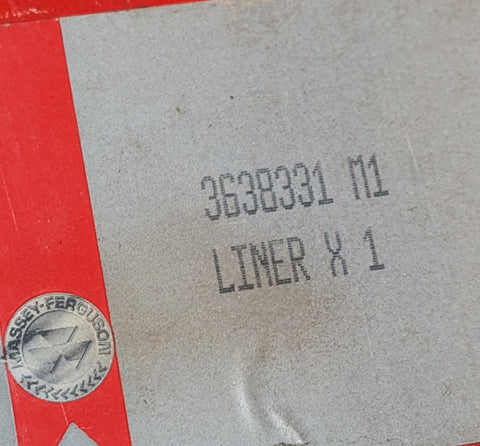 3638331 M1
LINER X 1
MASSEY-FERGUSON